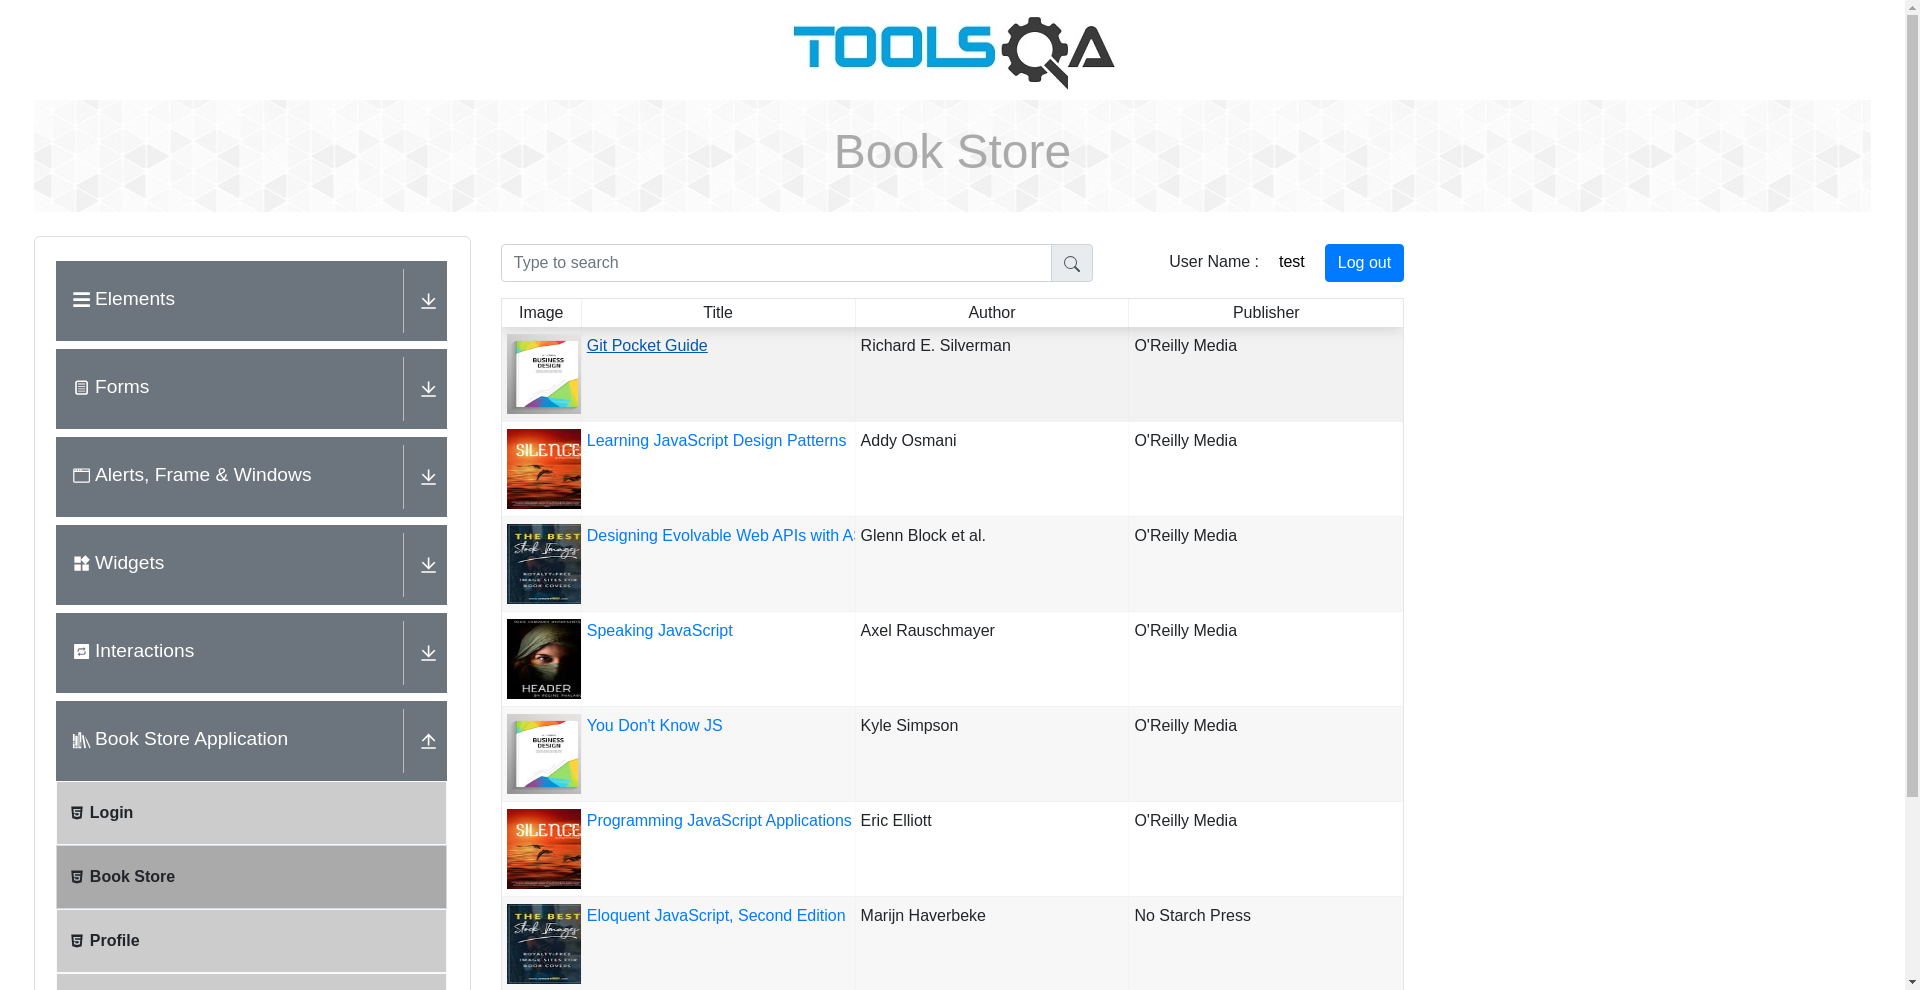 TOOLSQA
Book Store
Elements
Forms
Alerts, Frame & Windows
Widgets
Interactions
Book Store Application
Login
Book Store
Profile
Type to search
User Name : test Log out
Image Title Author Publisher
BUSINESS
DESIGN
Git Pocket Guide Richard E. Silverman O'Reilly Media
SILENCE
Learning JavaScript Design Patterns Addy Osmani O'Reilly Media
THE BEST
Stock Images
ROYALTY-FREE
IMAGE SITES FOR
BOOK COVERS
Designing Evolvable Web APIs with A Glenn Block et al. O'Reilly Media
HEADER
Speaking JavaScript Axel Rauschmayer O'Reilly Media
BUSINESS
DESIGN
You Don't Know JS Kyle Simpson O'Reilly Media
SILENCE
Programming JavaScript Applications Eric Elliott O'Reilly Media
THE BEST
Stock Images
ROYALTY-FREE
IMAGE SITES FOR
BOOK COVERS
Eloquent JavaScript, Second Edition Marijn Haverbeke No Starch Press